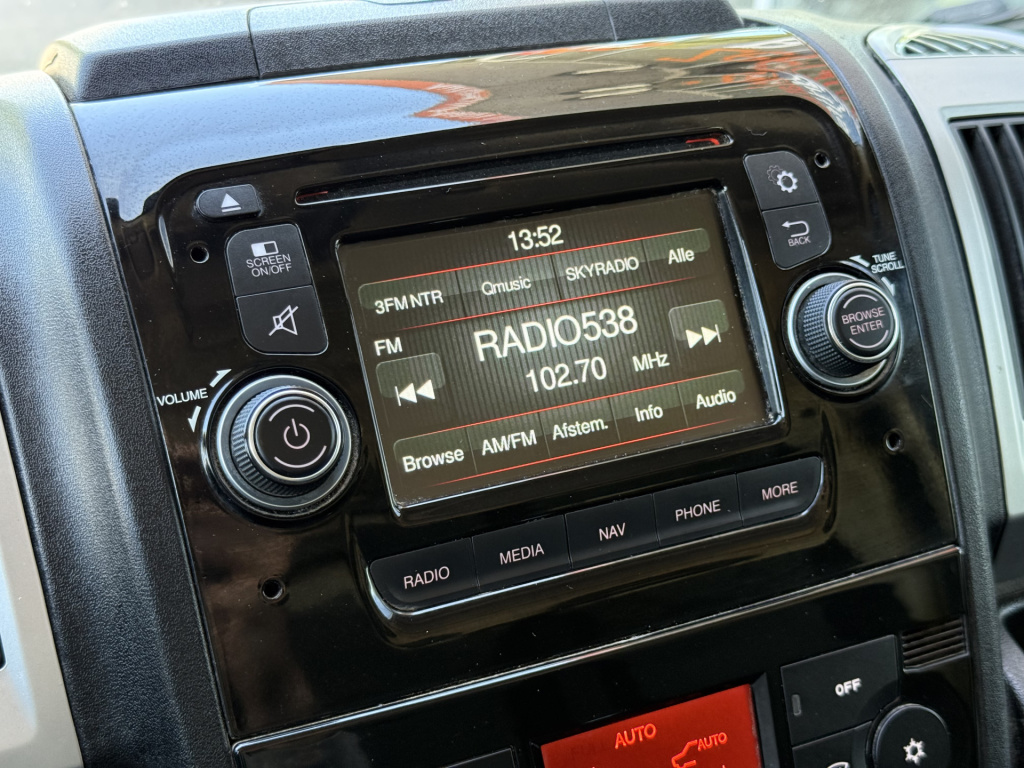 SCREEN
ON/OFF
VOLUME
13:52
3FM NTR Qmusic SKYRADIO Alle
FM
RADIO538
102.70 MHz
Browse AM/FM Afstem. Info Audio
BACK
TUNE
SCROLL
BROWSE
ENTER
RADIO MEDIA NAV PHONE MORE
OFF
AUTO
AUTO